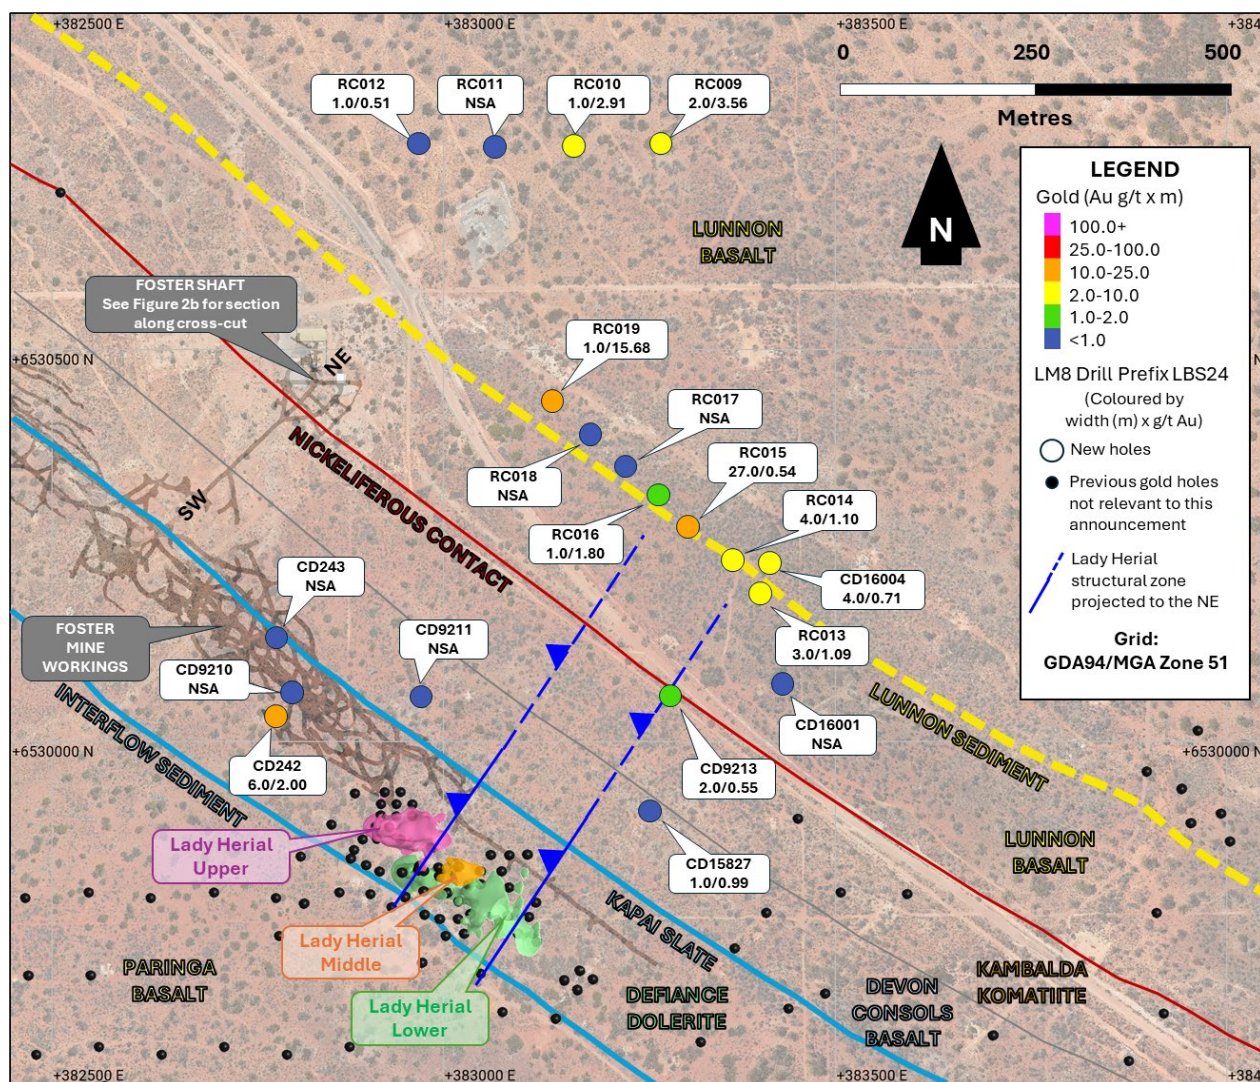 +382500 E
+383000 E
+383500 E
+384
0
250
500
Metres
RC012
1.0/0.51
RC011
NSA
RC010
1.0/2.91
RC009
2.0/3.56
N
LUNNON
BASALT
LEGEND
Gold (Au g/t x m)
100.0+
25.0-100.0
10.0-25.0
2.0-10.0
1.0-2.0
<1.0
LM8 Drill Prefix LBS24
(Coloured by
width (m) x g/t Au)
New holes
Previous gold holes
not relevant to this
announcement
Lady Herial
structural zone
projected to the NE
Grid:
GDA94/MGA Zone 51
FOSTER SHAFT
See Figure 2b for section
along cross-cut
+6530500 N
NE
SW
RC019
1.0/15.68
RC017
NSA
RC018
NSA
RC015
27.0/0.54
RC016
1.0/1.80
RC014
4.0/1.10
CD16004
4.0/0.71
RC013
3.0/1.09
NICKELIFEROUS CONTACT
CD243
NSA
FOSTER
MINE
WORKINGS
CD9211
NSA
CD9210
NSA
CD16001
NSA
LUNNON SEDIMENT
+6530000 N
+6530000 N
INTERFLOW SEDIMENT
CD242
6.0/2.00
CD9213
2.0/0.55
Lady Herial
Upper
CD15827
1.0/0.99
LUNNON
BASALT
KAPAI SLATE
Lady Herial
Middle
PARINGA
BASALT
Lady Herial
Lower
DEFIANCE
DOLERITE
DEVON
CONSOLS
BASALT
KAMBALDA
KOMATIITE
+382500 E
+383000 E
+383500 E
+384